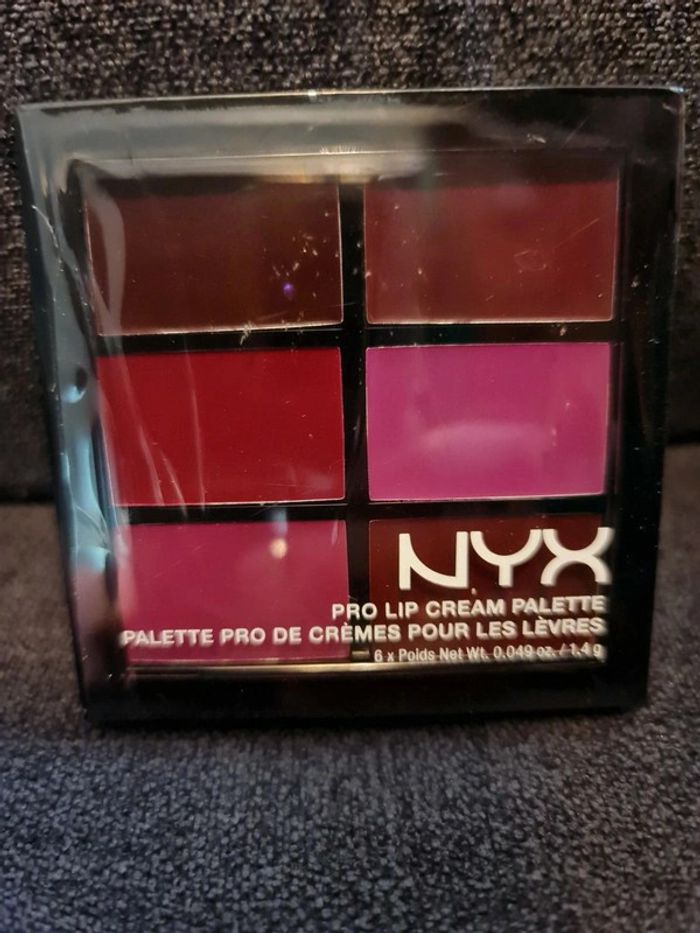 NYX
PRO LIP CREAM PALETTE
PALETTE PRO DE CRÈMES POUR LES LÈVRES
6 x Poids Net Wt. 0.049 oz. / 1.4 g